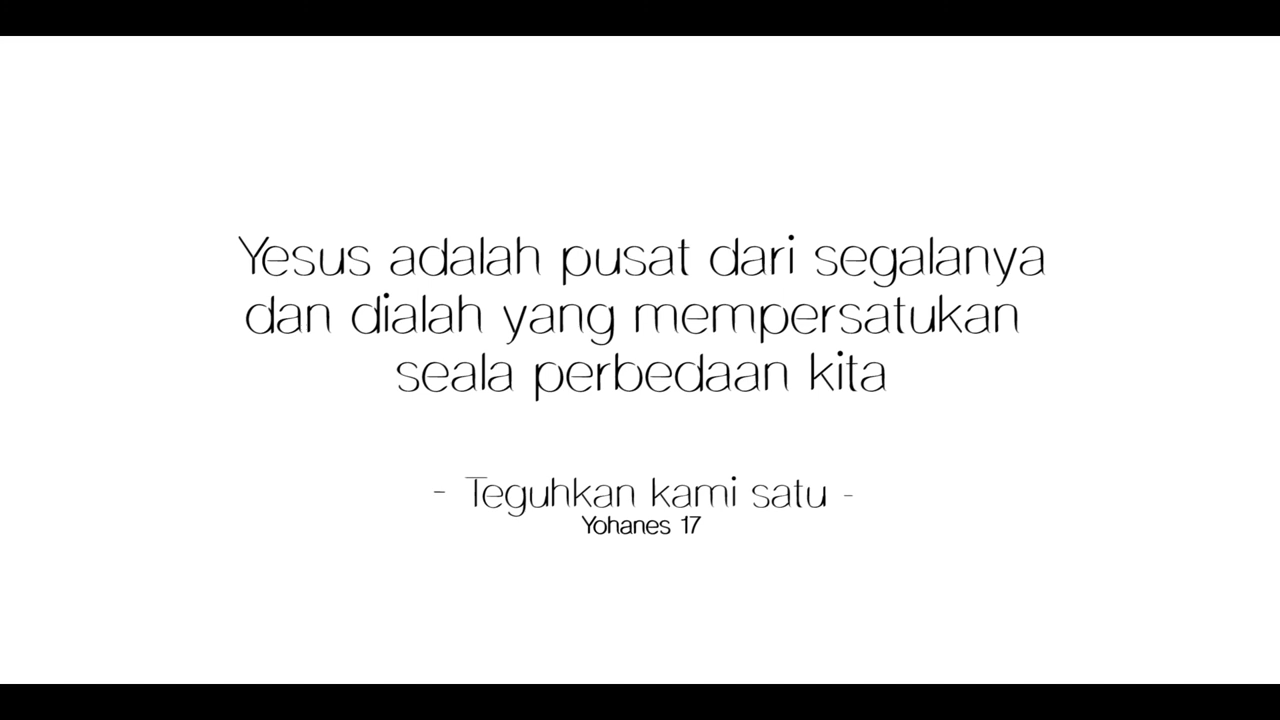 Yesus adalah pusat dari segalanya
dan dialah yang mempersatukan
seala perbedaan kita
- Teguhkan kami satu -
Yohanes 17